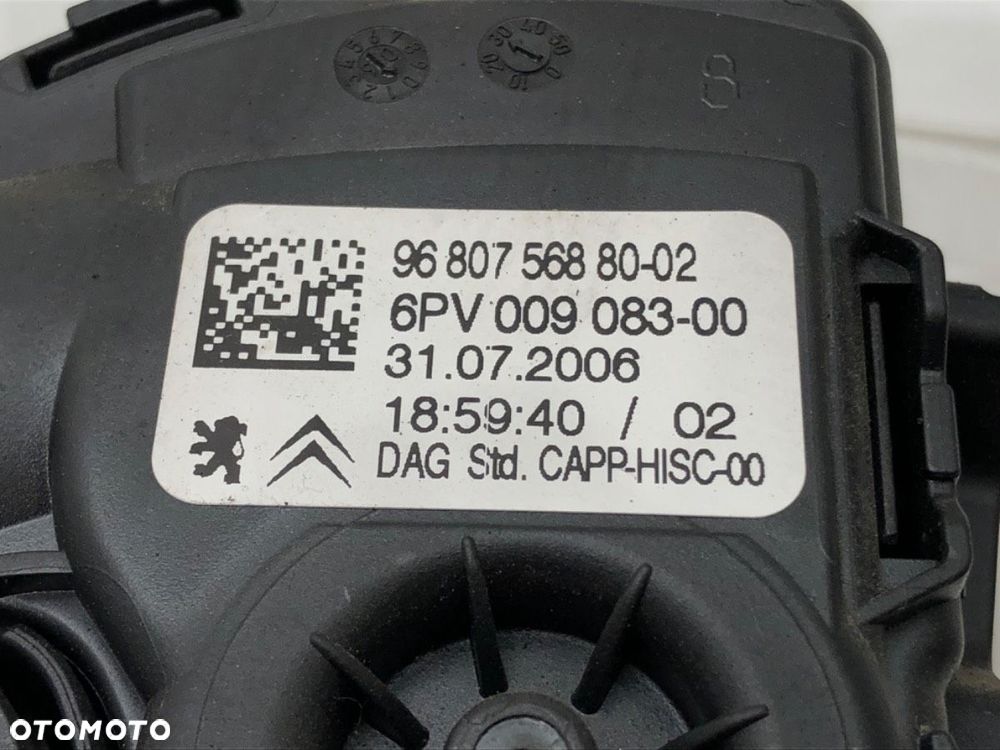 8
96 807 568 80-02
6PV 009 083-00
31.07.2006
18:59:40 / 02
DAG Std. CAPP-HISC-00
OTOMOTO